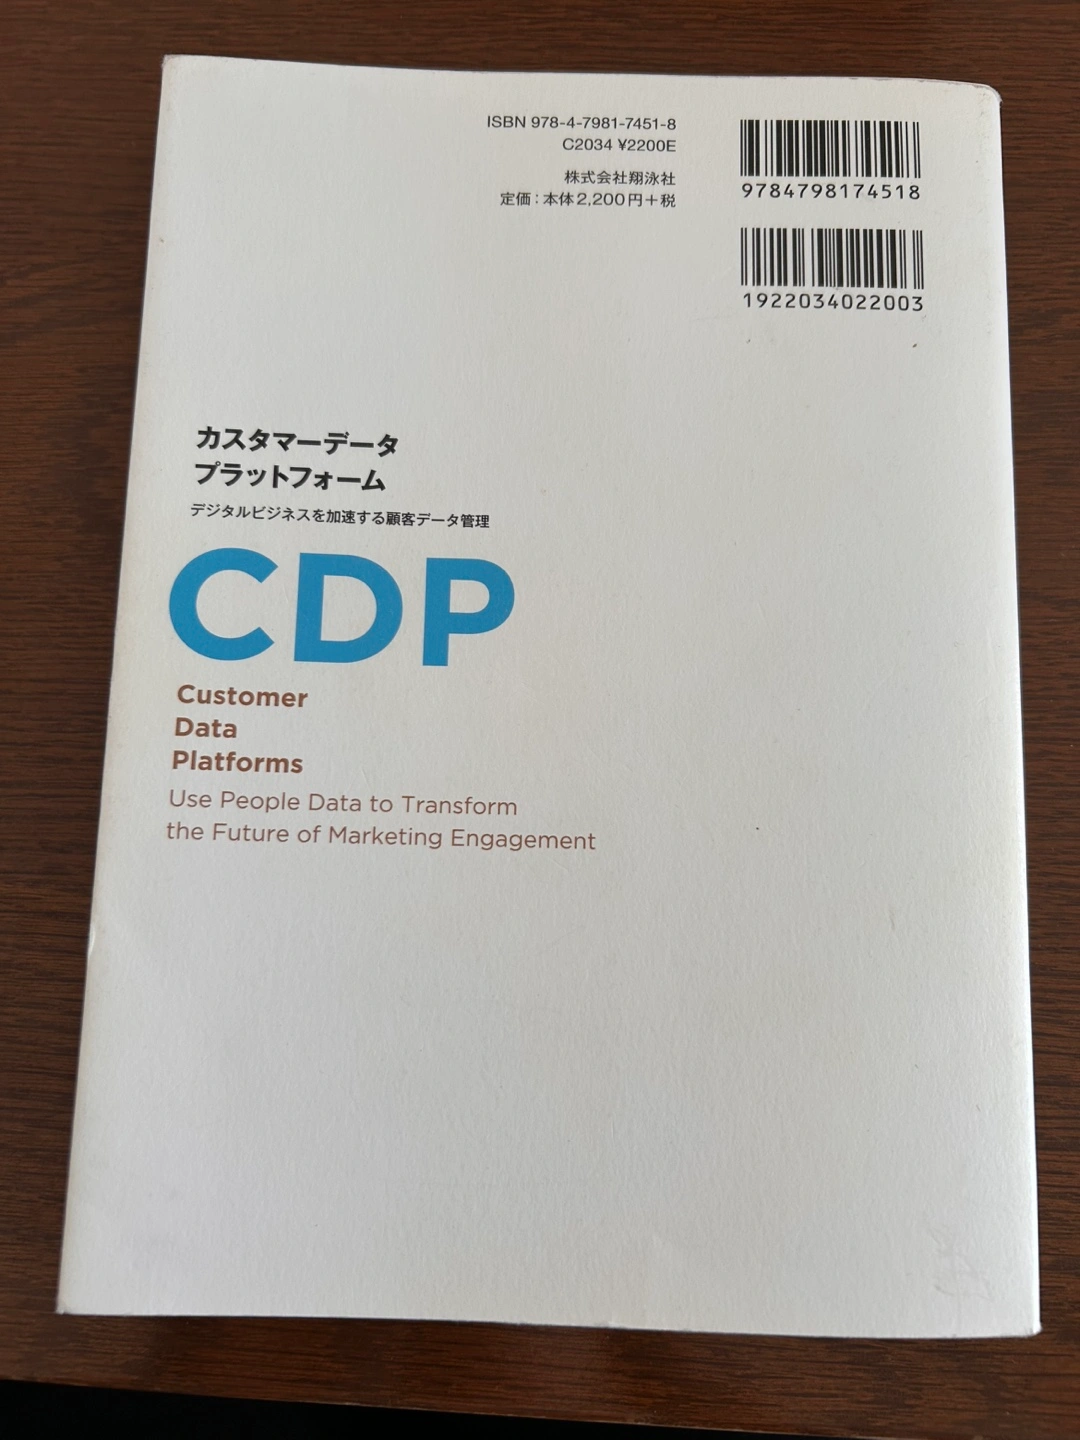 ISBN 978-4-7981-7451-8
C2034 ¥2200E
株式会社翔泳社
定価：本体2,200円＋税
9784798174518
1922034022003
カスタマーデータ
プラットフォーム
デジタルビジネスを加速する顧客データ管理
CDP
Customer
Data
Platforms
Use People Data to Transform
the Future of Marketing Engagement